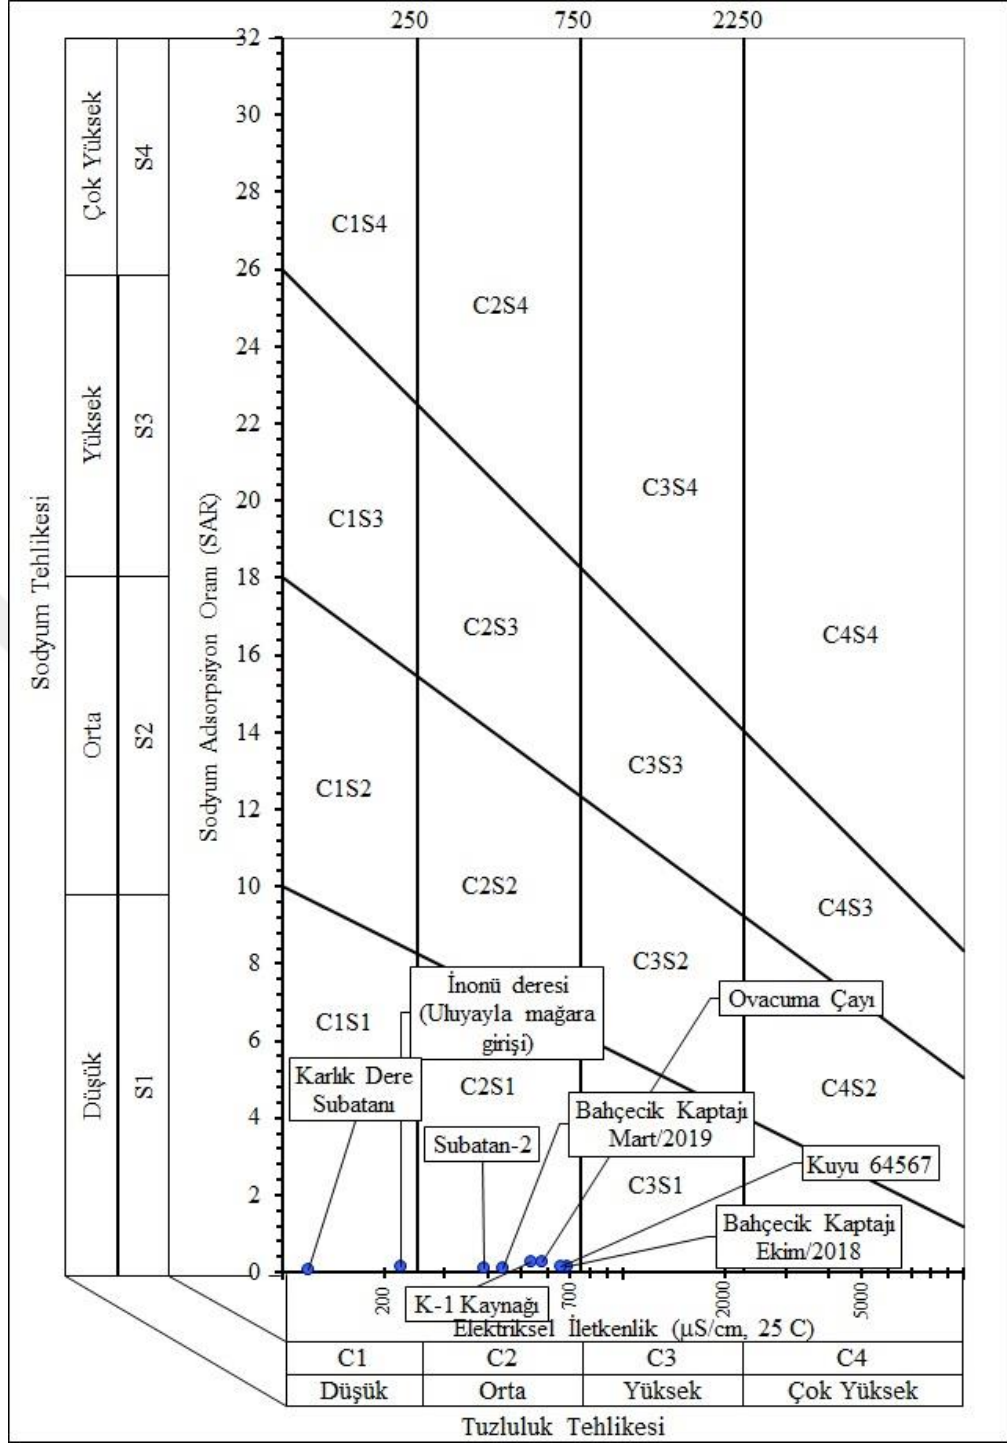 250 750 2250
32
30
28
26
24
22
20
18
16
14
12
10
8
6
4
2
0
Sodyum Tehlikesi
Çok Yüksek
Yüksek
Orta
Düşük
S4
S3
S2
S1
Sodyum Adsorpsiyon Oranı (SAR)
C1S4
C2S4
C3S4
C1S3
C2S3
C4S4
C3S3
C1S2
C2S2
C4S3
C3S2
C1S1
C2S1
C4S2
C3S1
İnonü deresi
(Uluyayla mağara
girişi)
Ovacuma Çayı
Karlık Dere
Subatanı
Bahçecik Kaptajı
Mart/2019
Subatan-2
Kuyu 64567
Bahçecik Kaptajı
Ekim/2018
K-1 Kaynağı
200 700 2000 5000
Elektriksel İletkenlik (µS/cm, 25 C)
C1 C2 C3 C4
Düşük Orta Yüksek Çok Yüksek
Tuzluluk Tehlikesi